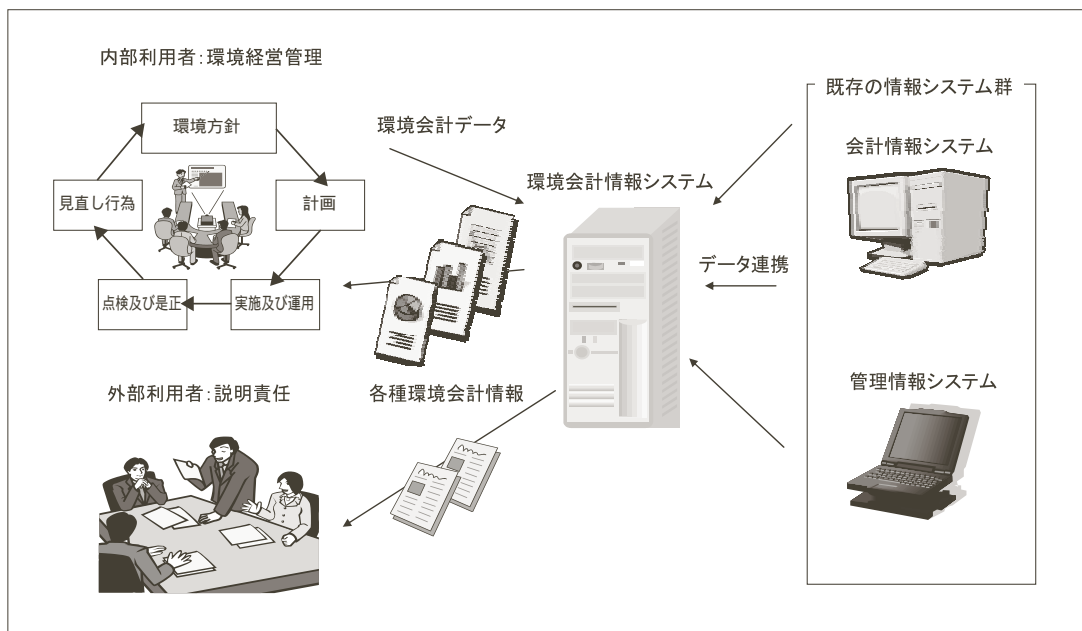 内部利用者：環境経営管理
環境方針
見直し行為
計画
点検及び是正
実施及び運用
環境会計データ
環境会計情報システム
データ連携
既存の情報システム群
会計情報システム
管理情報システム
外部利用者：説明責任
各種環境会計情報